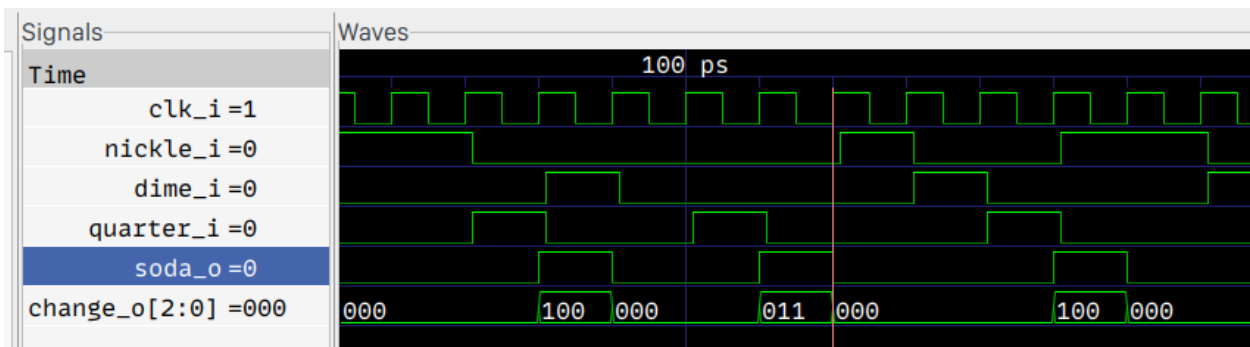 Signals Waves
Time 100 ps
clk_i =1
nickle_i =0
dime_i =0
quarter_i =0
soda_o =0
change_o[2:0] =000 000 100 000 011 000 100 000